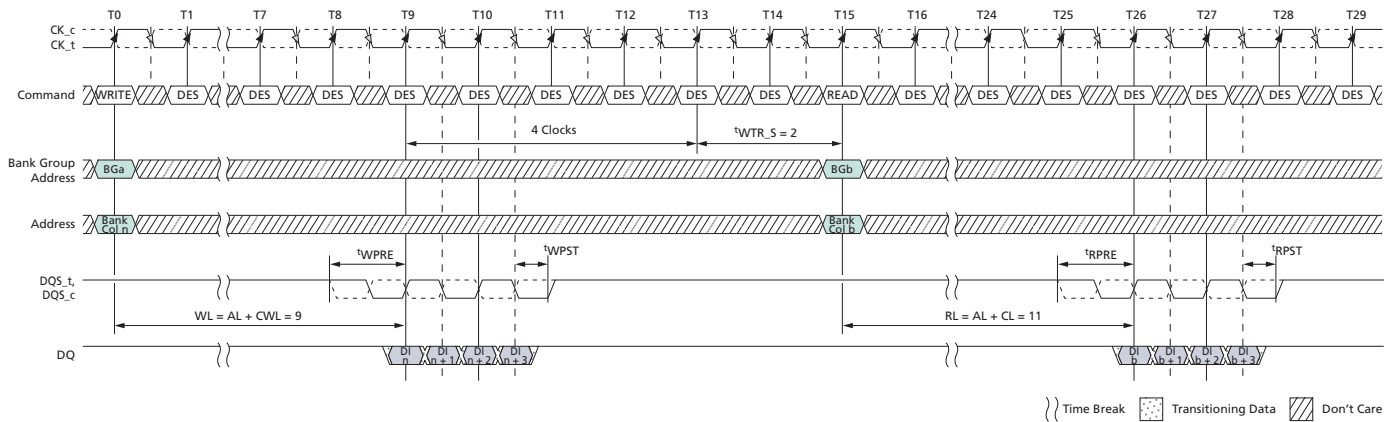 T0 T1 T7 T8 T9 T10 T11 T12 T13 T14 T15 T16 T24 T25 T26 T27 T28 T29
CK_c
CK_t
Command WRITE DES DES DES DES DES DES DES DES DES READ DES DES DES DES DES DES DES
4 Clocks tWTR_S = 2
Bank Group
Address
BGa BGb
Address
Bank
Col n
Bank
Col b
tWPRE tWPST tRPRE tRPST
DQS_t,
DQS_c
WL = AL + CWL = 9 RL = AL + CL = 11
DQ
DI
n
DI
n + 1
DI
n + 2
DI
n + 3
DI
b
DI
b + 1
DI
b + 2
DI
b + 3
Time Break Transitioning Data Don't Care